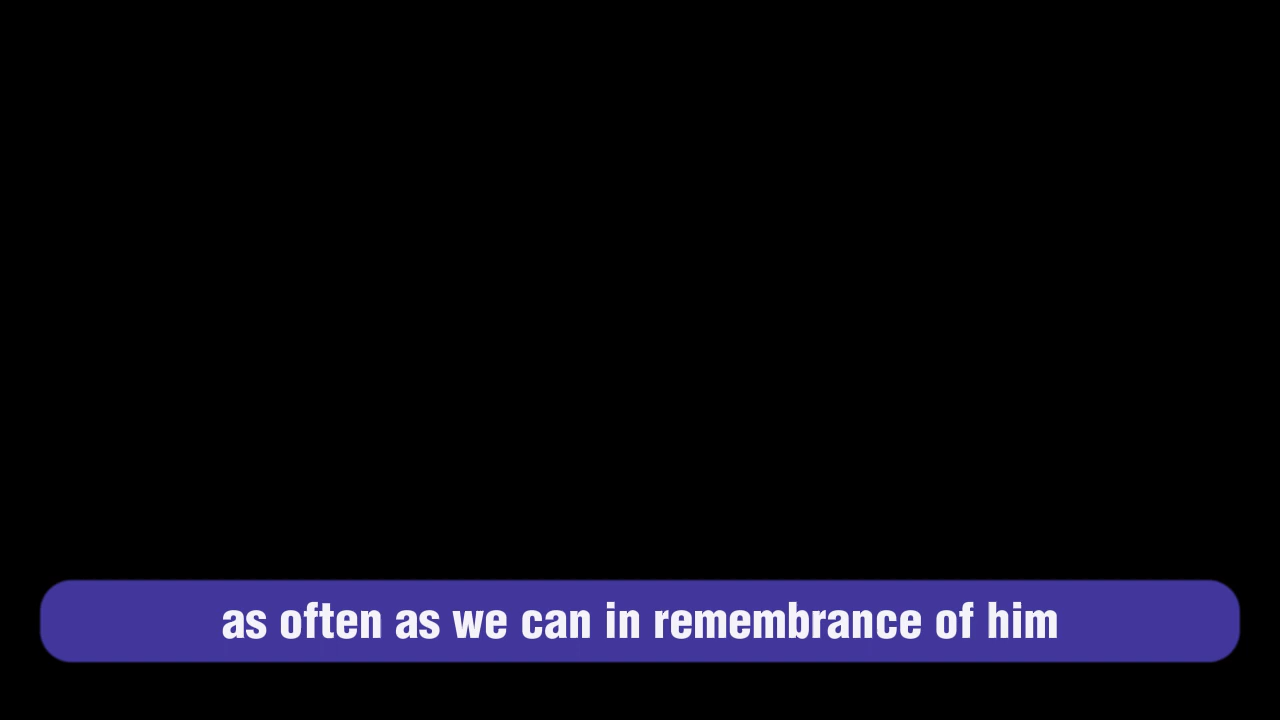 as often as we can in remembrance of him